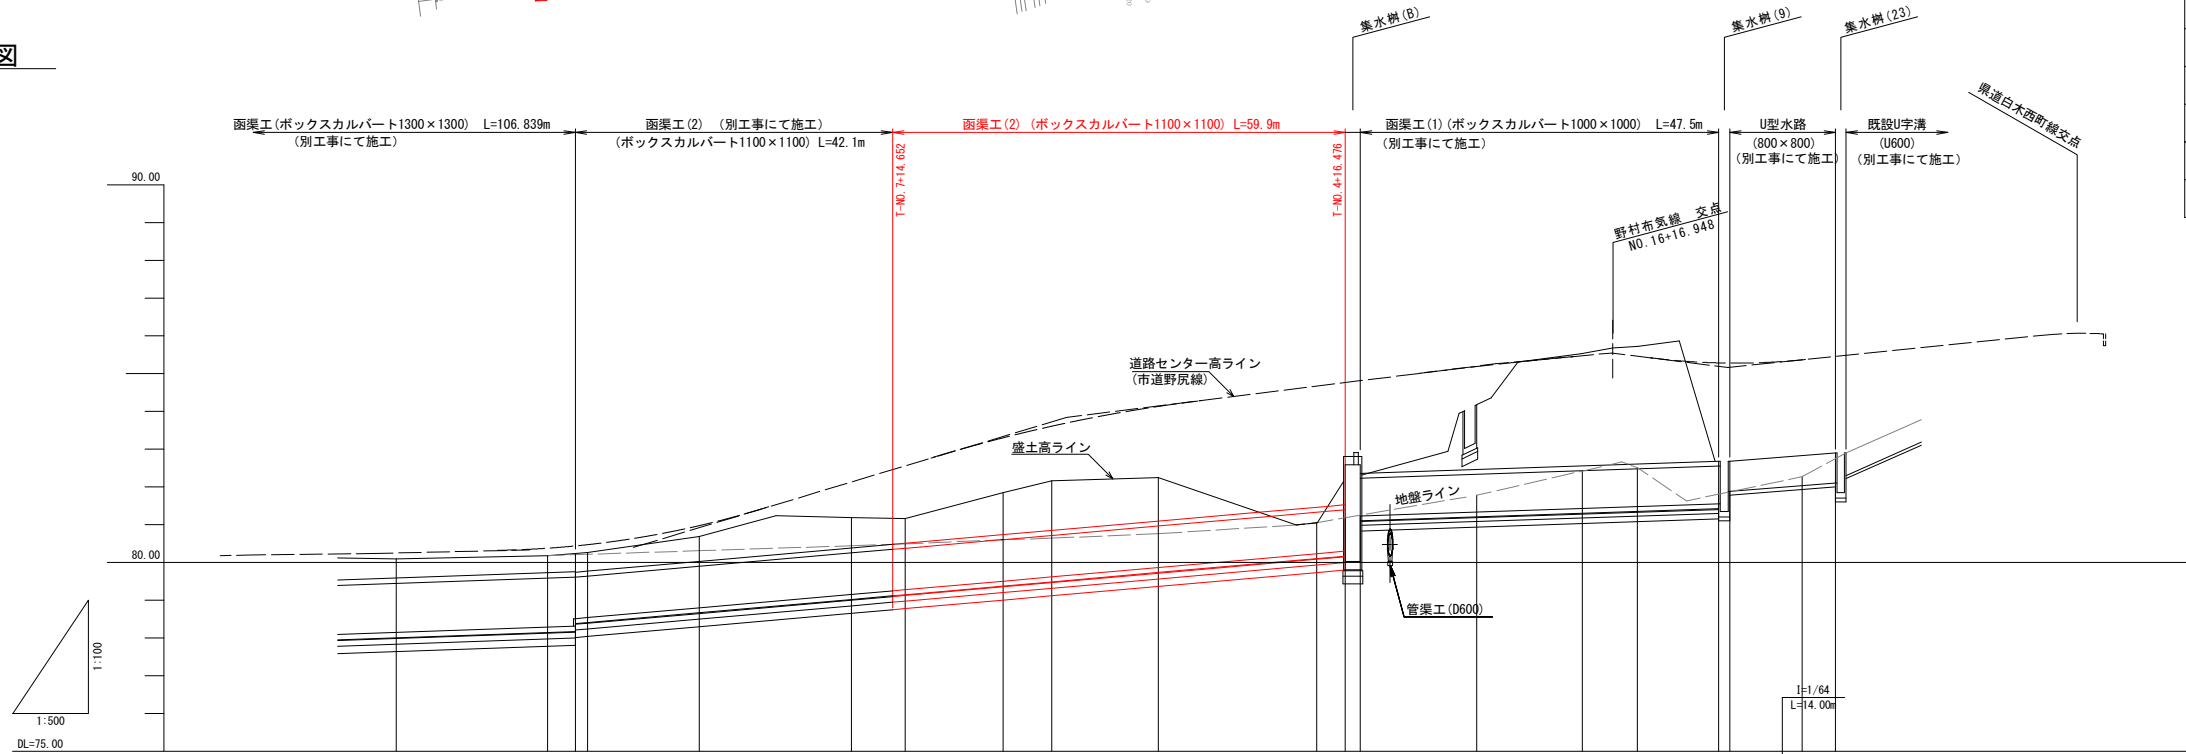 図
集水桝(B)
集水桝(9)
集水桝(23)
県道白木西町線交点
函渠工(ボックスカルバート1300×1300) L=106.839m
(別工事にて施工)
函渠工(2) (別工事にて施工)
(ボックスカルバート1100×1100) L=42.1m
函渠工(2) (ボックスカルバート1100×1100) L=59.9m
函渠工(1)(ボックスカルバート1000×1000) L=47.5m
(別工事にて施工)
U型水路
(800×800)
(別工事にて施工)
既設U字溝
(U600)
(別工事にて施工)
T-NO.7+14.652
T-NO.4+16.476
90.00
野村布気線 交点
NO.16+16.948
道路センター高ライン
(市道野尻線)
盛土高ライン
地盤ライン
80.00
管渠工(D600)
1:100
1:500
I=1/64
L=14.00m
DL=75.00